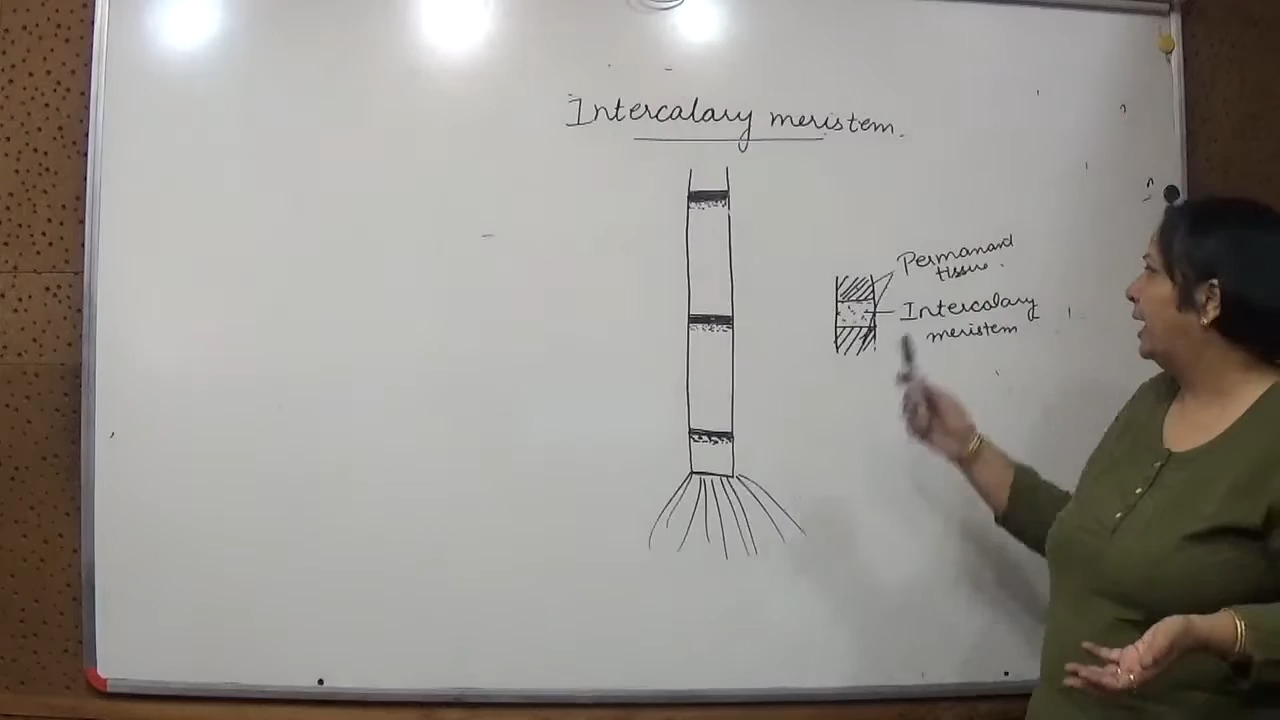 Intercalary meristem.
Permanant
tissue.
Intercalary
meristem